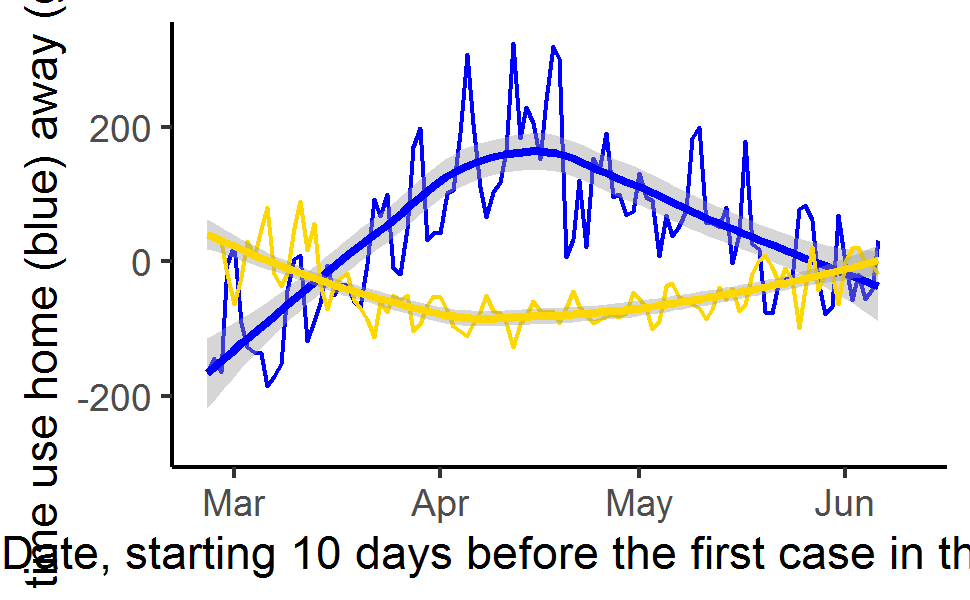 time use home (blue) away (
200
0
-200
Mar Apr May Jun
Date, starting 10 days before the first case in th